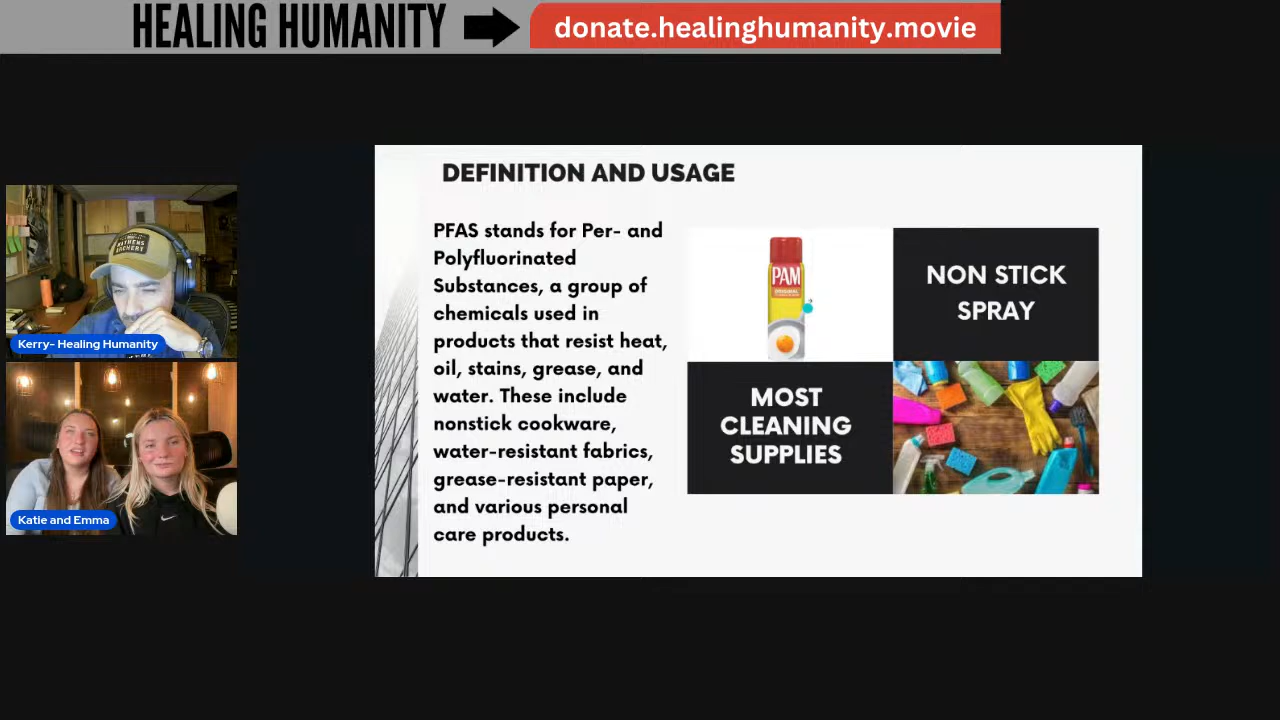 HEALING HUMANITY
donate.healinghumanity.movie
DEFINITION AND USAGE
PFAS stands for Per- and
Polyfluorinated
Substances, a group of
chemicals used in
products that resist heat,
oil, stains, grease, and
water. These include
nonstick cookware,
water-resistant fabrics,
grease-resistant paper,
and various personal
care products.
PAM
NON STICK
SPRAY
MOST
CLEANING
SUPPLIES
Kerry- Healing Humanity
Katie and Emma